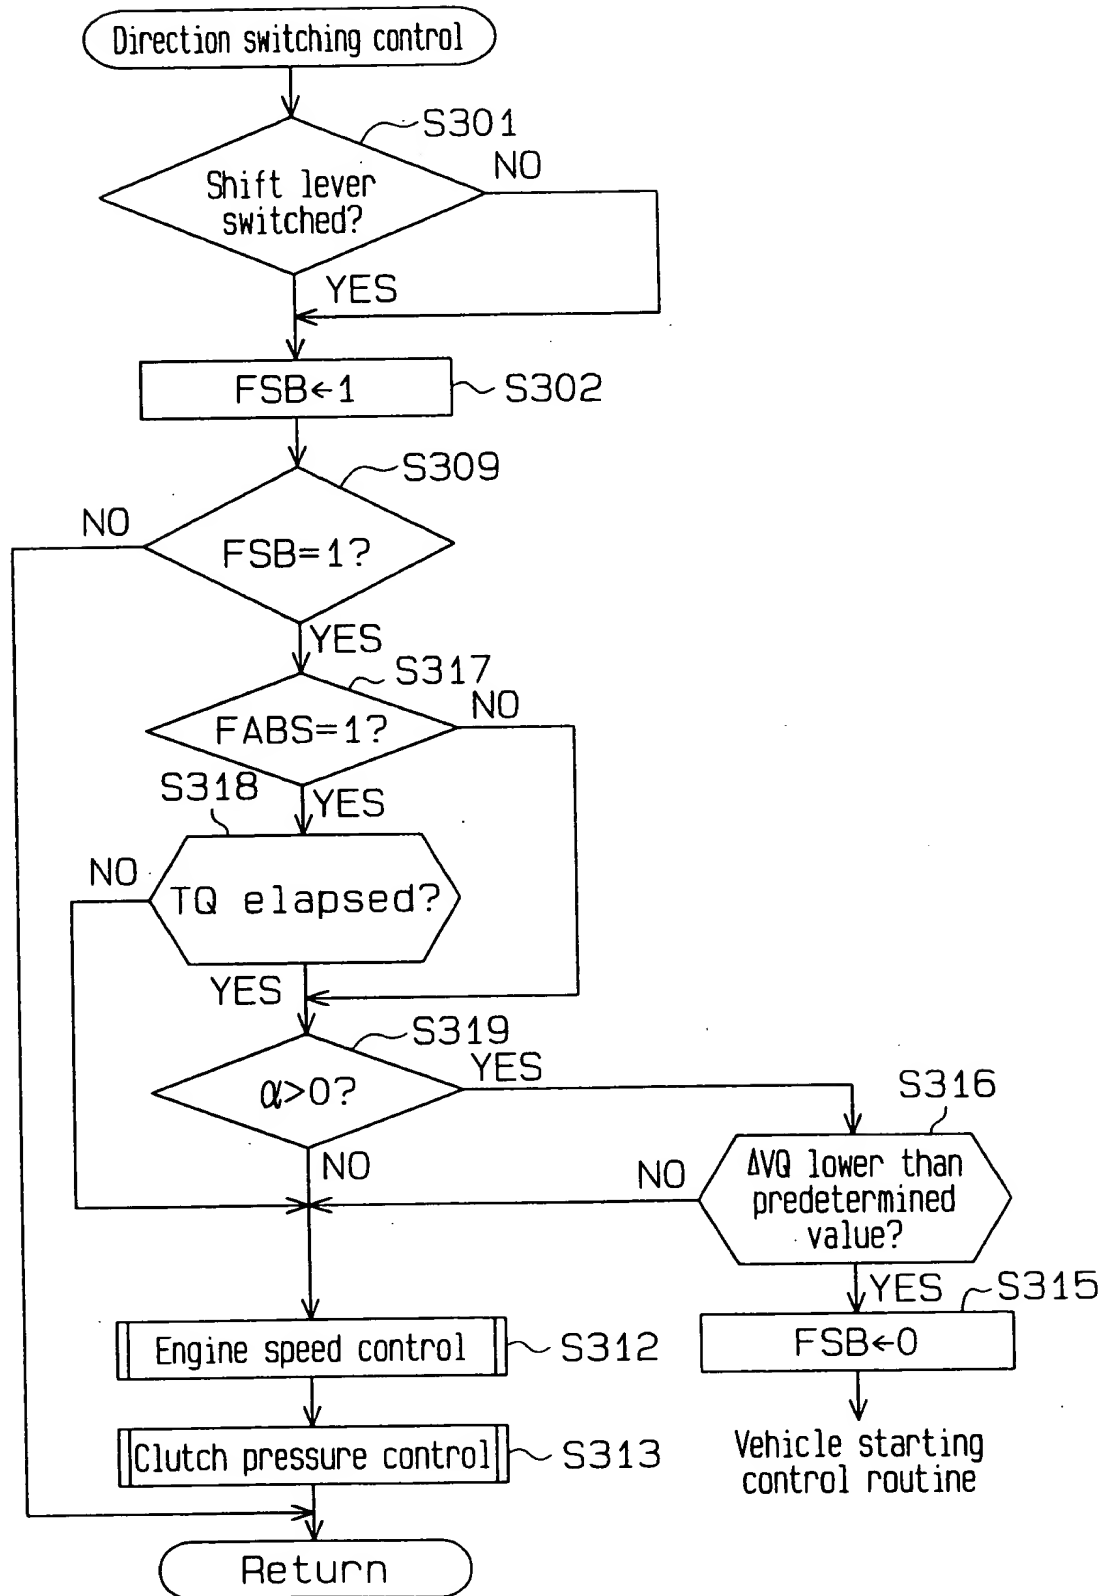 Direction switching control
S301
NO
Shift lever
switched?
YES
FSB←1
S302
S309
NO
FSB=1?
YES
S317
NO
FABS=1?
S318
YES
NO
TQ elapsed?
YES
S319
YES
α>0?
S316
NO
NO
ΔVQ lower than
predetermined
value?
YES
S315
FSB←0
Engine speed control
S312
Clutch pressure control
S313
Vehicle starting
control routine
Return